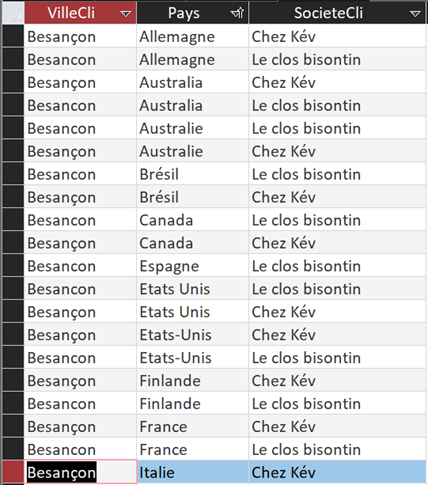 VilleCli Pays SocieteCli
Besançon Allemagne Chez Kév
Besancon Allemagne Le clos bisontin
Besançon Australia Chez Kév
Besancon Australia Le clos bisontin
Besancon Australie Le clos bisontin
Besançon Australie Chez Kév
Besancon Brésil Le clos bisontin
Besançon Brésil Chez Kév
Besancon Canada Le clos bisontin
Besançon Canada Chez Kév
Besancon Espagne Le clos bisontin
Besancon Etats Unis Le clos bisontin
Besançon Etats Unis Chez Kév
Besançon Etats-Unis Chez Kév
Besancon Etats-Unis Le clos bisontin
Besançon Finlande Chez Kév
Besancon Finlande Le clos bisontin
Besançon France Chez Kév
Besancon France Le clos bisontin
Besançon Italie Chez Kév